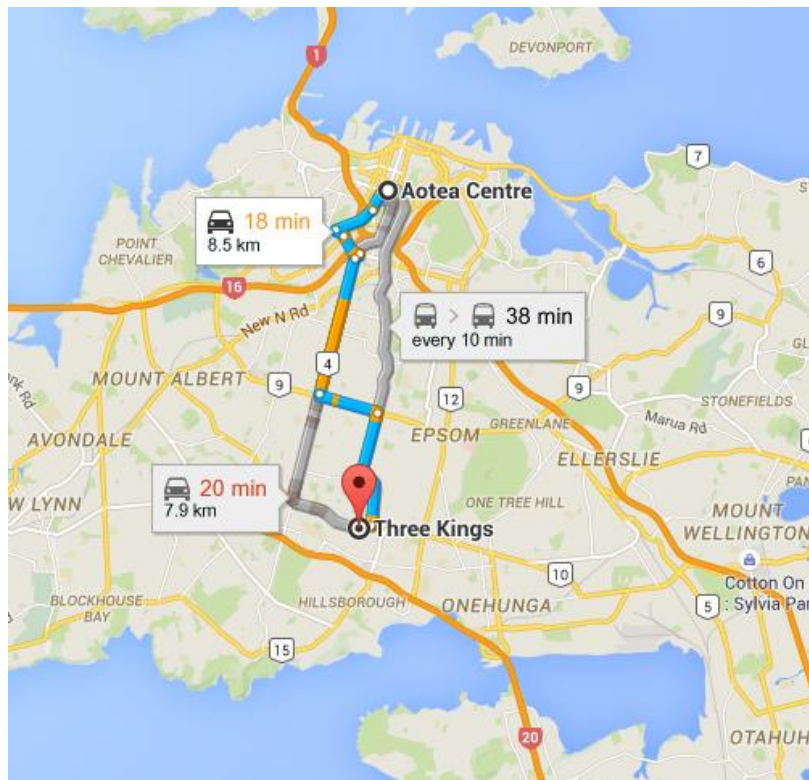 DEVONPORT
1
7
Aotea Centre
18 min
8.5 km
POINT
CHEVALIER
6
16
New N Rd
38 min
every 10 min
9
4
MOUNT ALBERT
9
9
12
STONEFIELDS
GREENLANE
Marua Rd
AVONDALE
EPSOM
ELLERSLIE
20 min
7.9 km
ONE TREE HILL
MOUNT
WELLINGTON
Three Kings
10
Cotton On
: Sylvia Par
BLOCKHOUSE
BAY
HILLSBOROUGH
ONEHUNGA
5
15
20
OTAHUH